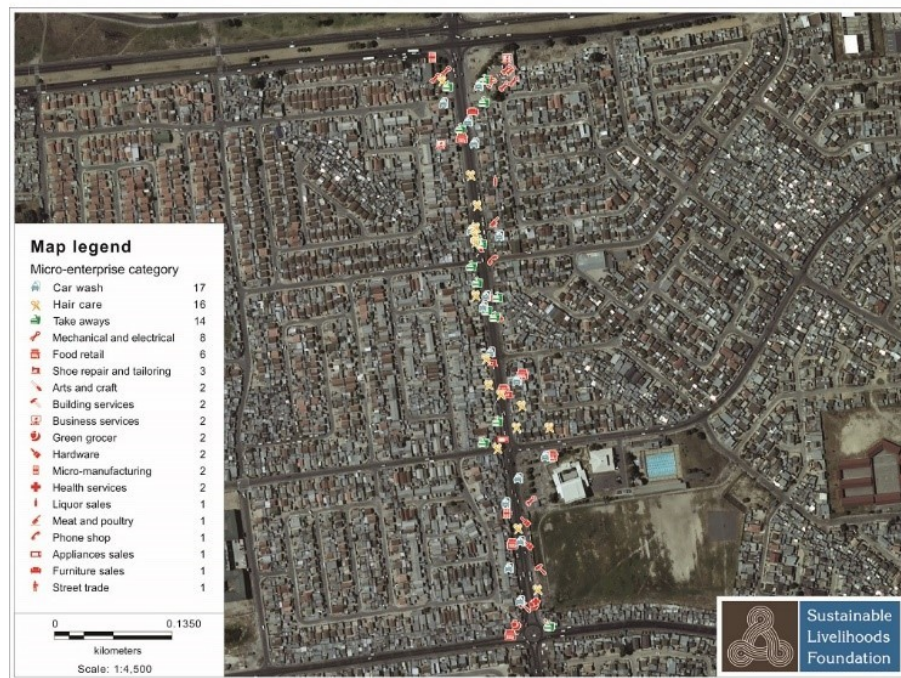 Map legend
Micro-enterprise category
Car wash 17
Hair care 16
Take aways 14
Mechanical and electrical 8
Food retail 6
Shoe repair and tailoring 3
Arts and craft 2
Building services 2
Business services 2
Green grocer 2
Hardware 2
Micro-manufacturing 2
Health services 2
Liquor sales 1
Meat and poultry 1
Phone shop 1
Appliances sales 1
Furniture sales 1
Street trade 1
0 0.1350
kilometers
Scale: 1:4,500
Sustainable
Livelihoods
Foundation